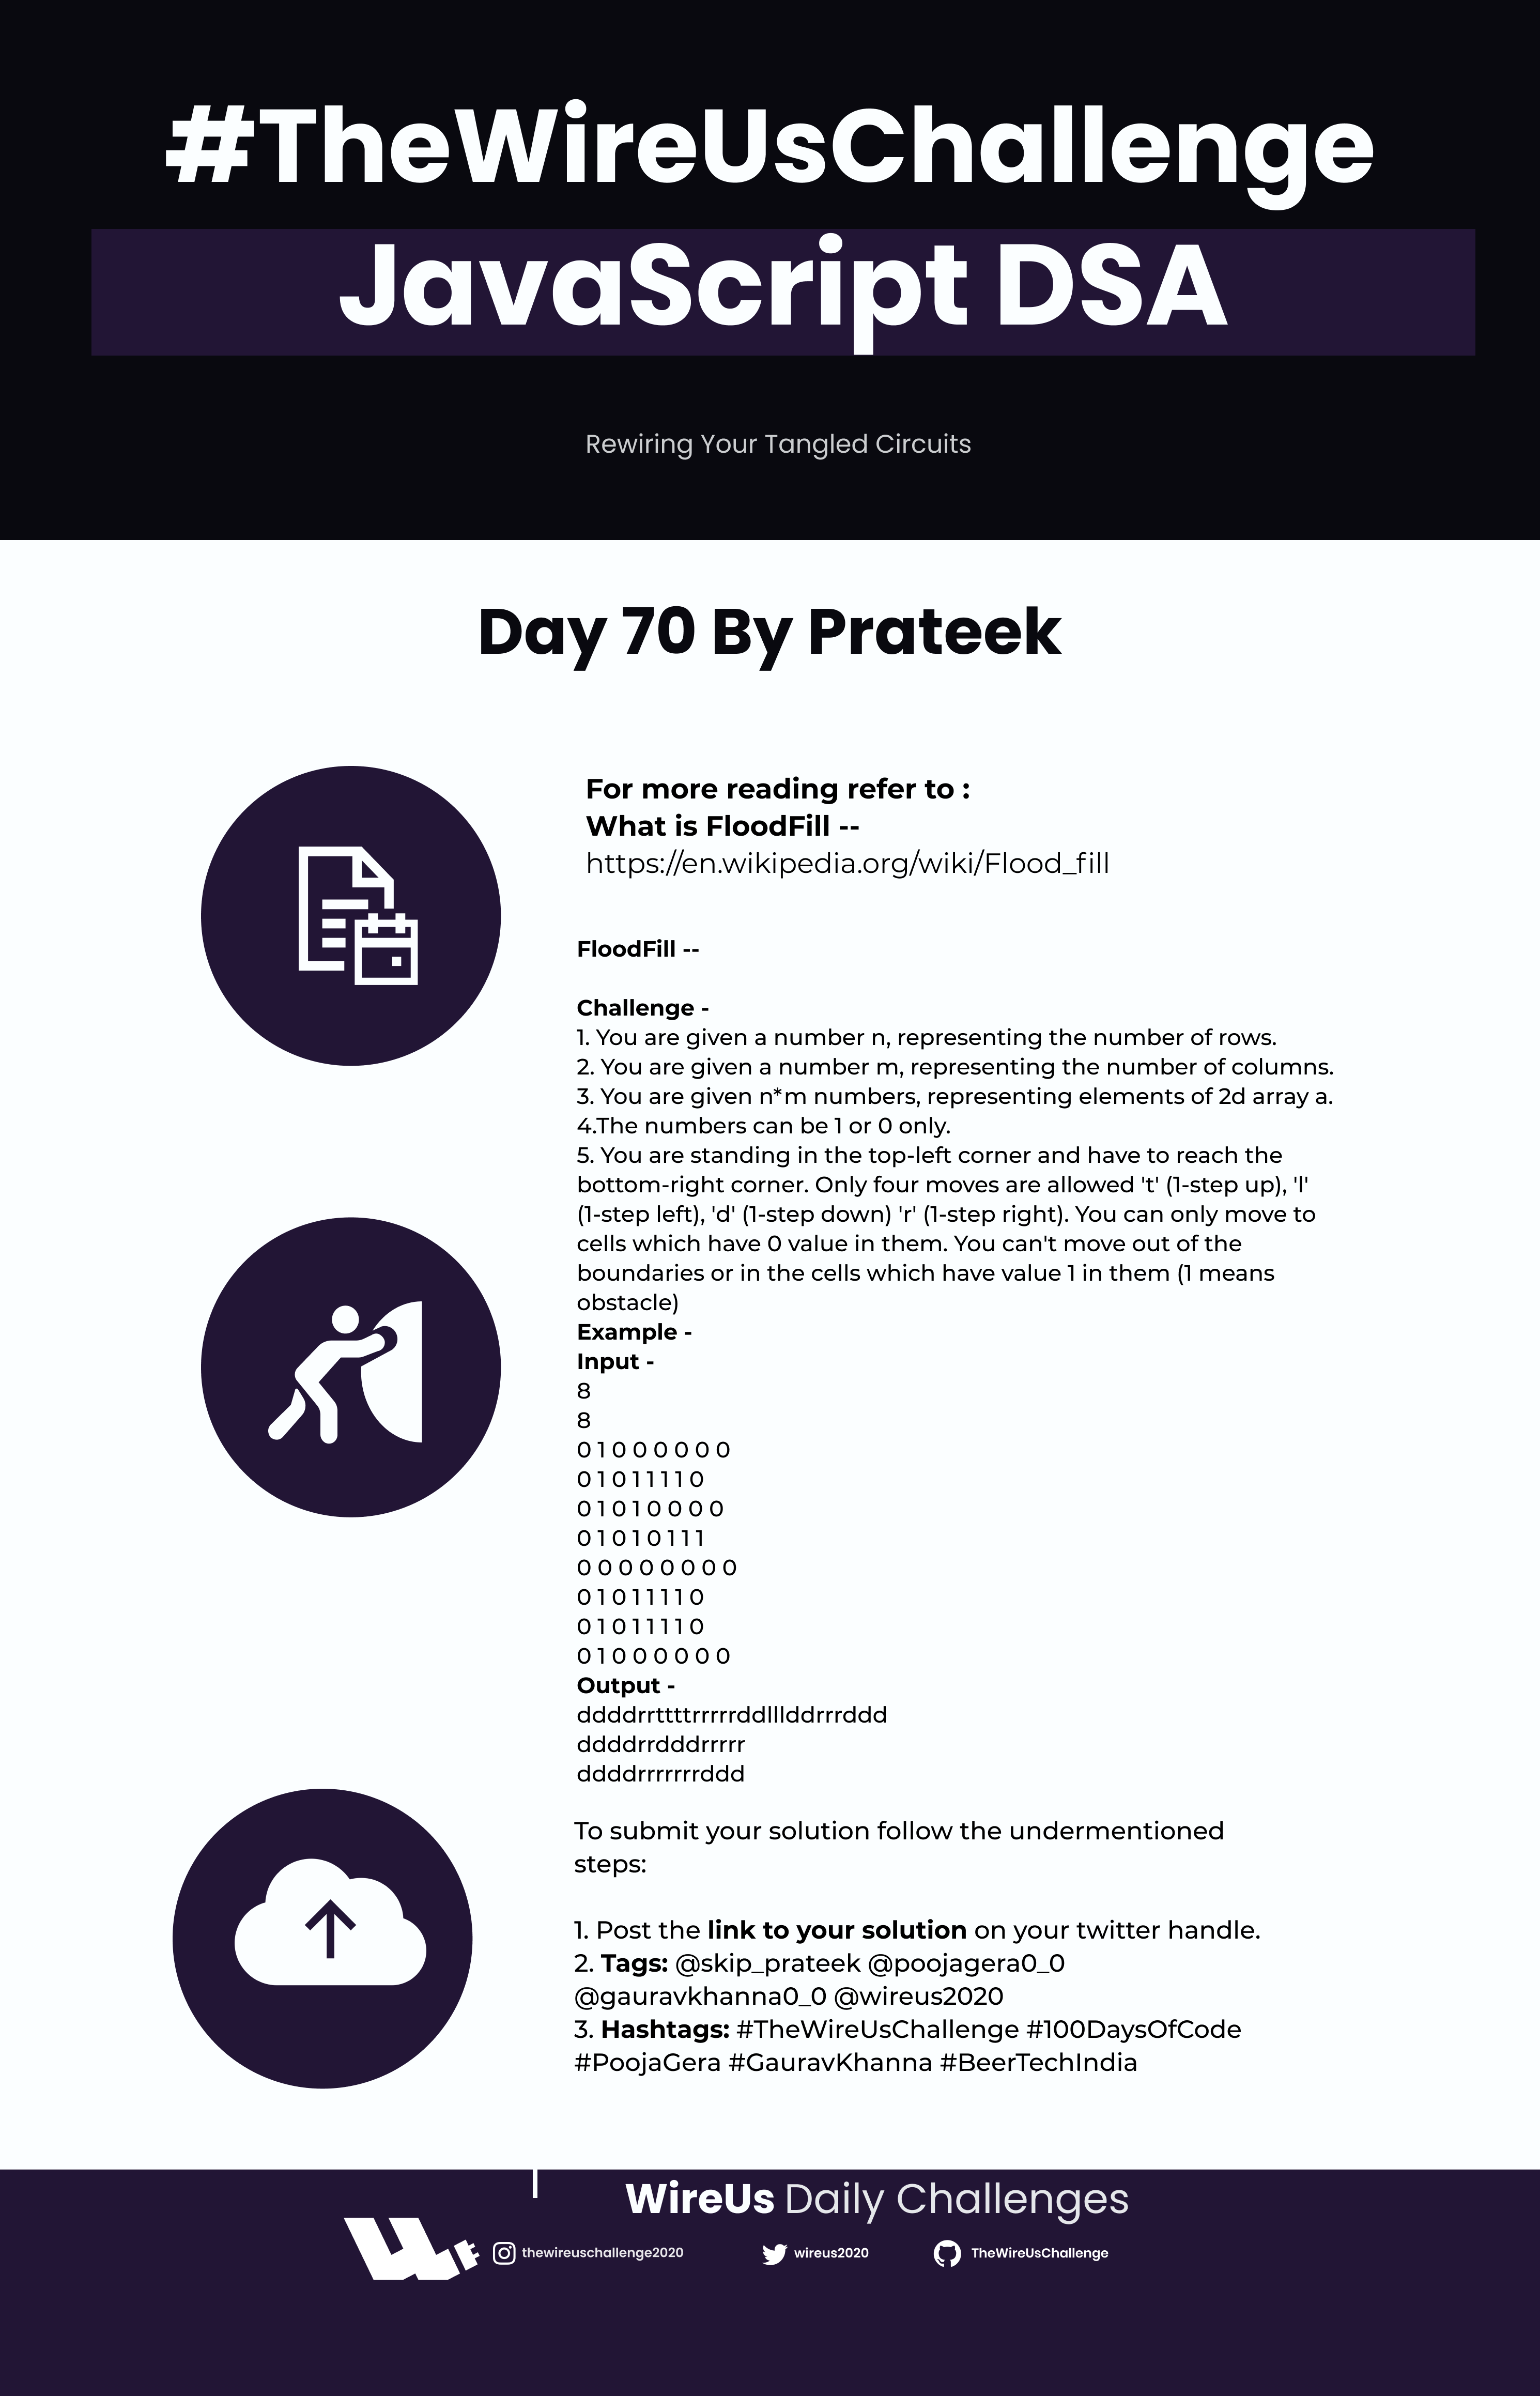 #TheWireUsChallenge
JavaScript DSA
Rewiring Your Tangled Circuits
Day 70 By Prateek
For more reading refer to :
What is FloodFill --
https://en.wikipedia.org/wiki/Flood_fill
FloodFill --
Challenge -
1. You are given a number n, representing the number of rows.
2. You are given a number m, representing the number of columns.
3. You are given n*m numbers, representing elements of 2d array a.
4.The numbers can be 1 or 0 only.
5. You are standing in the top-left corner and have to reach the
bottom-right corner. Only four moves are allowed 't' (1-step up), 'l'
(1-step left), 'd' (1-step down) 'r' (1-step right). You can only move to
cells which have 0 value in them. You can't move out of the
boundaries or in the cells which have value 1 in them (1 means
obstacle)
Example -
Input -
8
8
0 1 0 0 0 0 0 0
0 1 0 1 1 1 1 0
0 1 0 1 0 0 0 0
0 1 0 1 0 1 1 1
0 0 0 0 0 0 0 0
0 1 0 1 1 1 1 0
0 1 0 1 1 1 1 0
0 1 0 0 0 0 0 0
Output -
ddddrrttttrrrrrddlllddrrrddd
ddddrrdddrrrrr
ddddrrrrrrrddd
To submit your solution follow the undermentioned
steps:
1. Post the link to your solution on your twitter handle.
2. Tags: @skip_prateek @poojagera0_0
@gauravkhanna0_0 @wireus2020
3. Hashtags: #TheWireUsChallenge #100DaysOfCode
#PoojaGera #GauravKhanna #BeerTechIndia
WireUs Daily Challenges
thewireuschallenge2020 wireus2020 TheWireUsChallenge